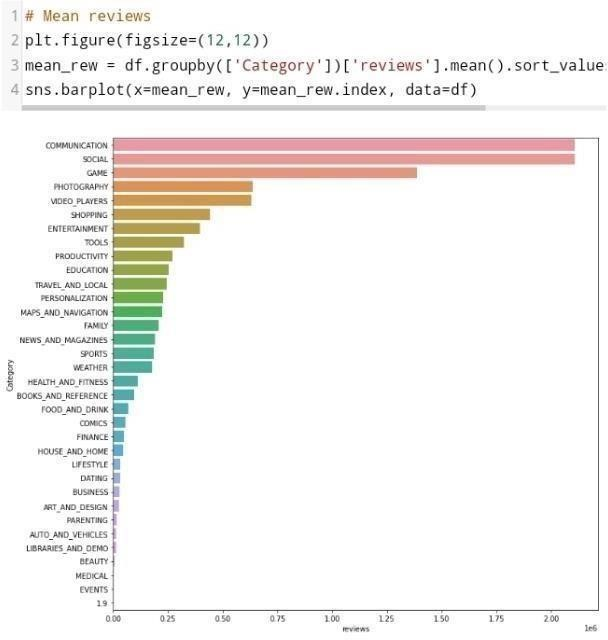 1 # Mean reviews
2 plt.figure(figsize=(12,12))
3 mean_rew = df.groupby(['Category'])['reviews'].mean().sort_value
4 sns.barplot(x=mean_rew, y=mean_rew.index, data=df)
COMMUNICATION
SOCIAL
GAME
PHOTOGRAPHY
VIDEO_PLAYERS
SHOPPING
ENTERTAINMENT
TOOLS
PRODUCTIVITY
EDUCATION
TRAVEL_AND_LOCAL
PERSONALIZATION
MAPS_AND_NAVIGATION
FAMILY
NEWS_AND_MAGAZINES
SPORTS
WEATHER
HEALTH_AND_FITNESS
BOOKS_AND_REFERENCE
FOOD_AND_DRINK
COMICS
FINANCE
HOUSE_AND_HOME
LIFESTYLE
DATING
BUSINESS
ART_AND_DESIGN
PARENTING
AUTO_AND_VEHICLES
LIBRARIES_AND_DEMO
BEAUTY
MEDICAL
EVENTS
1.9
Category
0.00 0.25 0.50 0.75 1.00 1.25 1.50 1.75 2.00
reviews
1e6